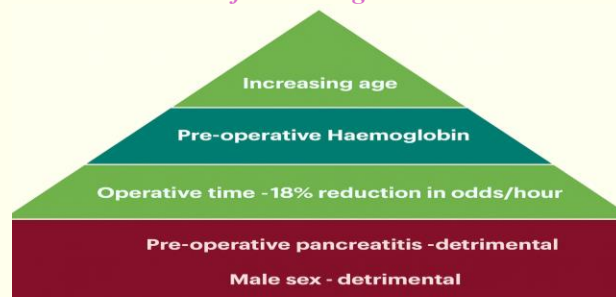 Increasing age
Pre-operative Haemoglobin
Operative time -18% reduction in odds/hour
Pre-operative pancreatitis -detrimental
Male sex - detrimental